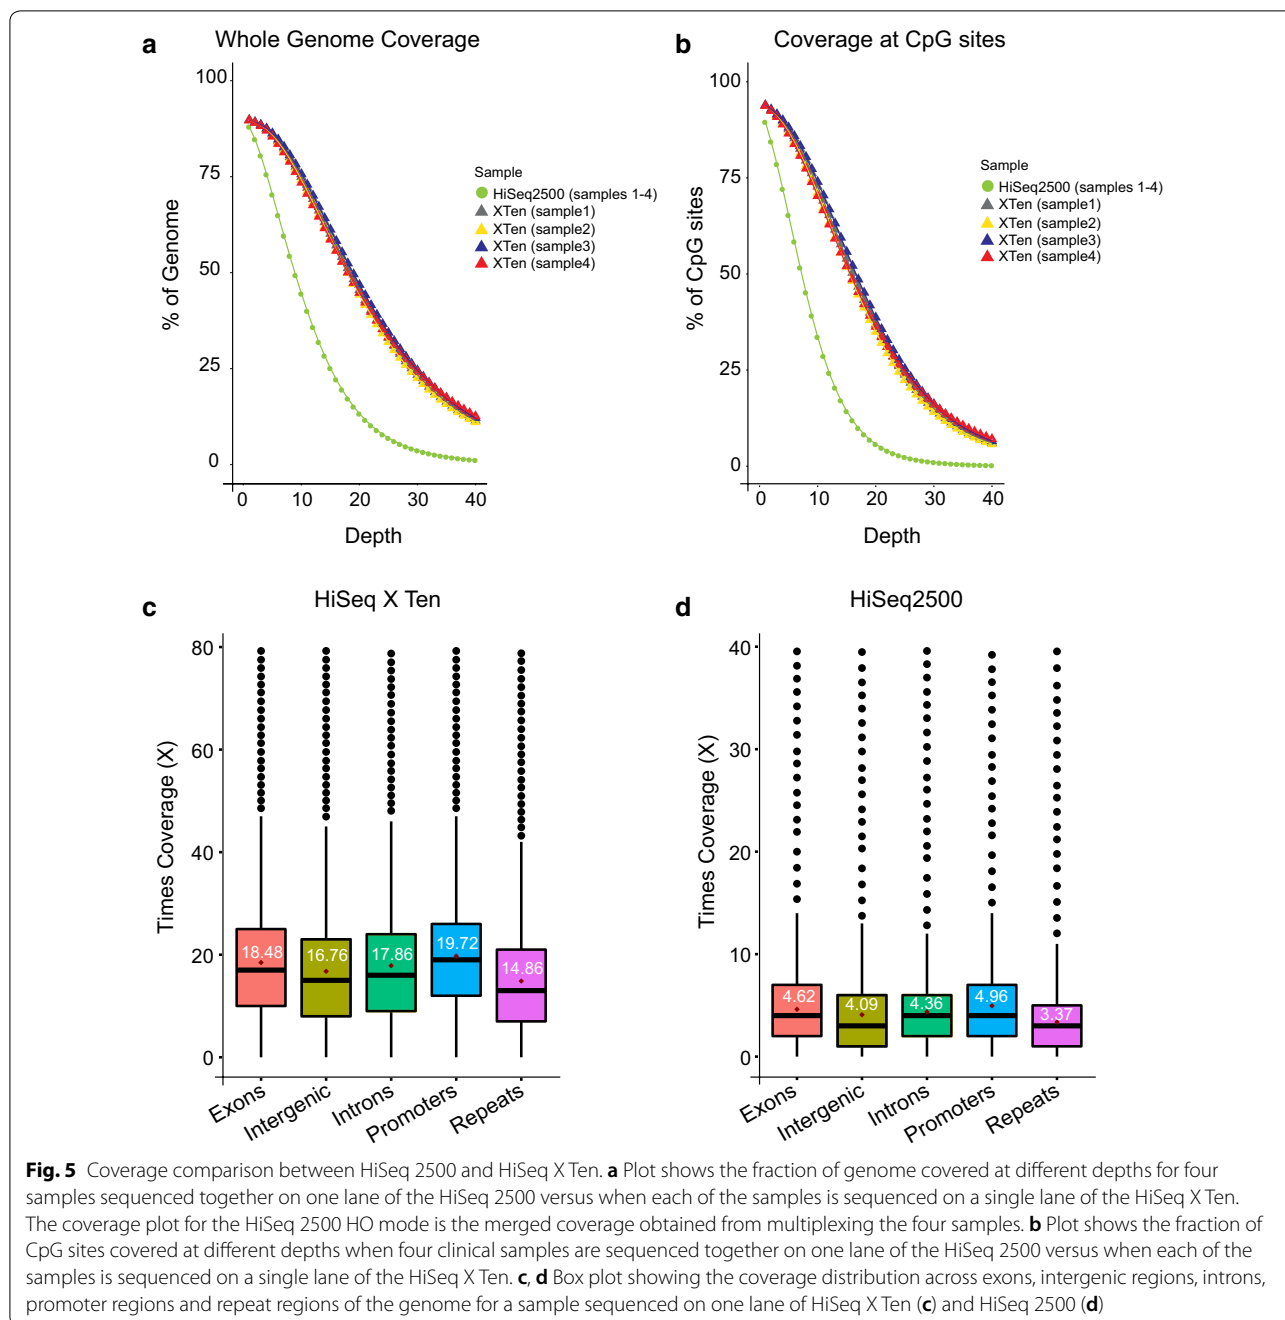 a Whole Genome Coverage
100
75
50
25
0
% of Genome
0 10 20 30 40
Depth
Sample
HiSeq2500 (samples 1-4)
XTen (sample1)
XTen (sample2)
XTen (sample3)
XTen (sample4)
b Coverage at CpG sites
100
75
50
25
0
% of CpG sites
0 10 20 30 40
Depth
Sample
HiSeq2500 (samples 1-4)
XTen (sample1)
XTen (sample2)
XTen (sample3)
XTen (sample4)
c HiSeq X Ten
80
60
40
20
0
Times Coverage (X)
18.48 16.76 17.86 19.72 14.86
Exons Intergenic Introns Promoters Repeats
d HiSeq2500
40
30
20
10
0
Times Coverage (X)
4.62 4.09 4.36 4.96 3.37
Exons Intergenic Introns Promoters Repeats
Fig. 5 Coverage comparison between HiSeq 2500 and HiSeq X Ten. a Plot shows the fraction of genome covered at different depths for four
samples sequenced together on one lane of the HiSeq 2500 versus when each of the samples is sequenced on a single lane of the HiSeq X Ten.
The coverage plot for the HiSeq 2500 HO mode is the merged coverage obtained from multiplexing the four samples. b Plot shows the fraction of
CpG sites covered at different depths when four clinical samples are sequenced together on one lane of the HiSeq 2500 versus when each of the
samples is sequenced on a single lane of the HiSeq X Ten. c, d Box plot showing the coverage distribution across exons, intergenic regions, introns,
promoter regions and repeat regions of the genome for a sample sequenced on one lane of HiSeq X Ten (c) and HiSeq 2500 (d)